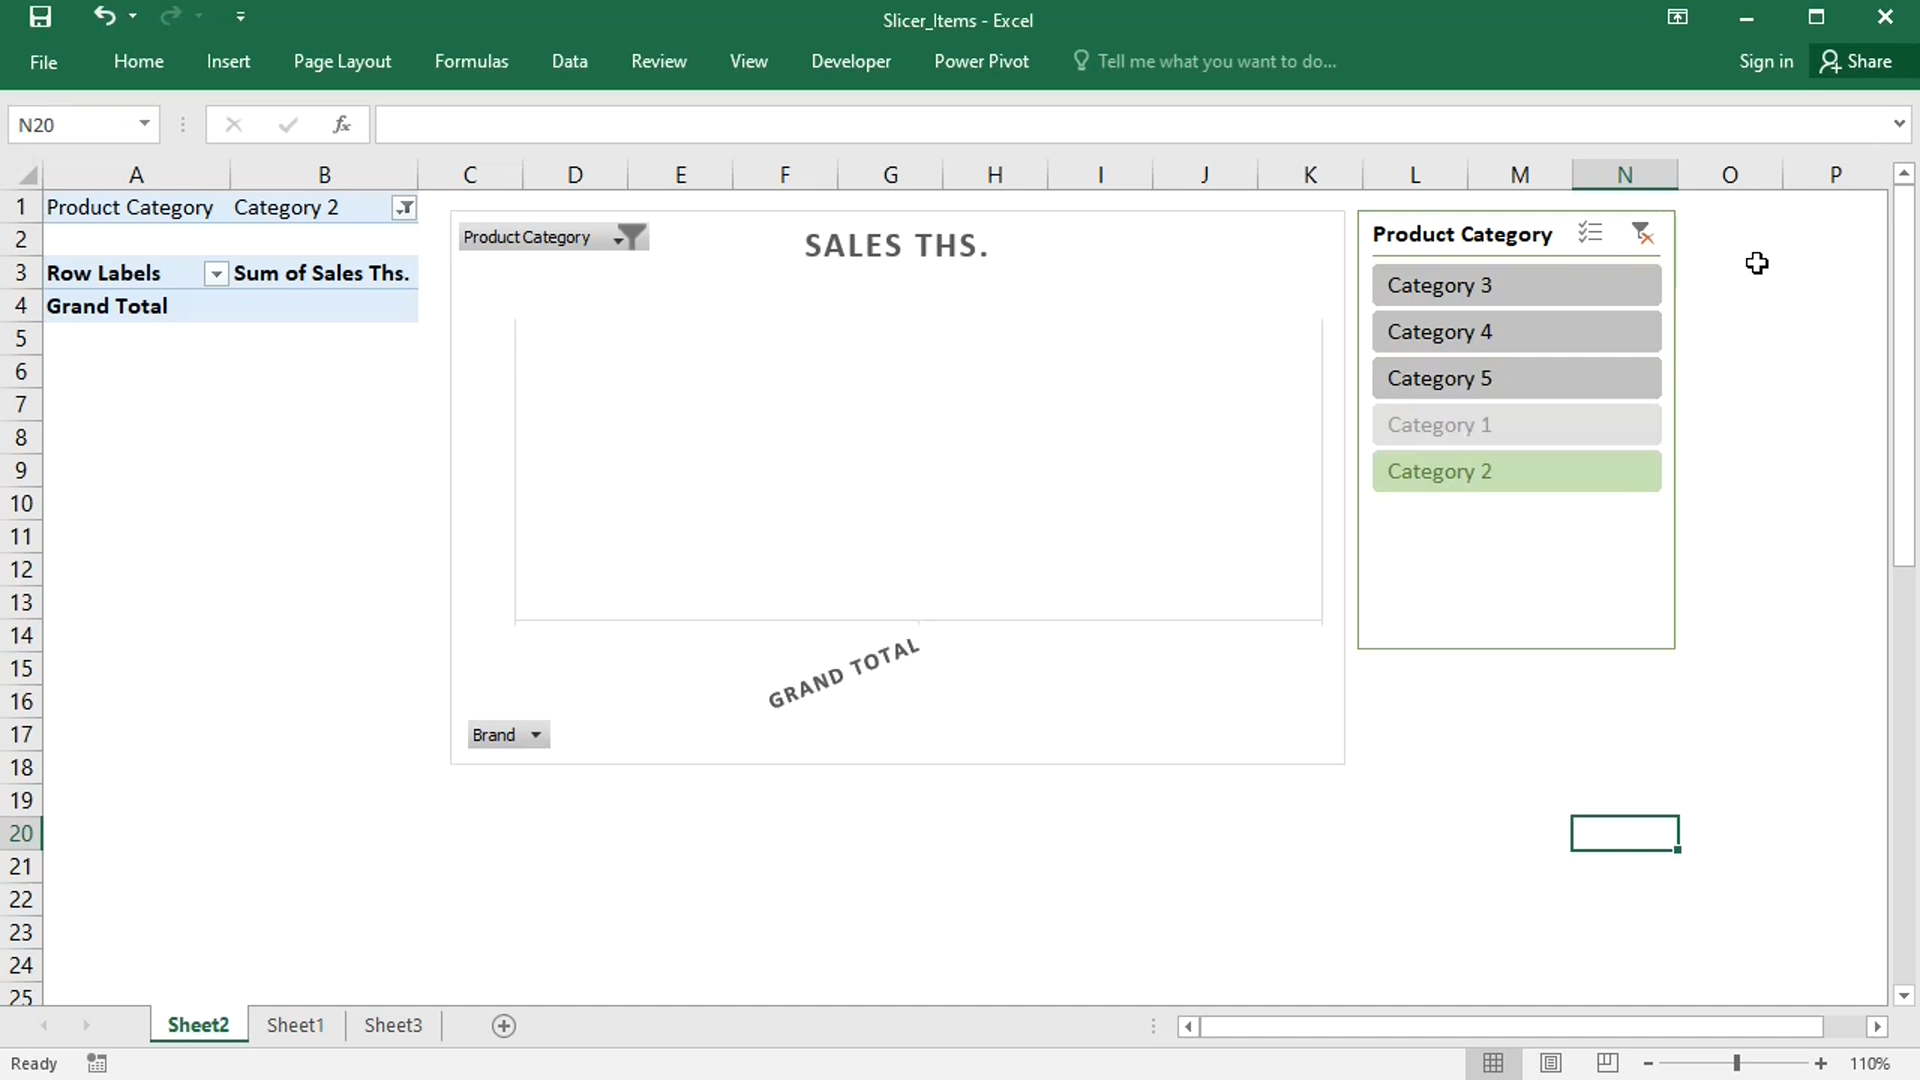 Slicer_Items - Excel
File Home Insert Page Layout Formulas Data Review View Developer Power Pivot Tell me what you want to do... Sign in Share
N20 fx
A B C D E F G H I J K L M N O P
1 Product Category Category 2
2
3 Row Labels Sum of Sales Ths.
4 Grand Total
5
6
7
8
9
10
11
12
13
14
15
16
17
18
19
20
21
22
23
24
25
Product Category
SALES THS.
GRAND TOTAL
Brand
Product Category
Category 3
Category 4
Category 5
Category 1
Category 2
Sheet2 Sheet1 Sheet3
Ready 110%